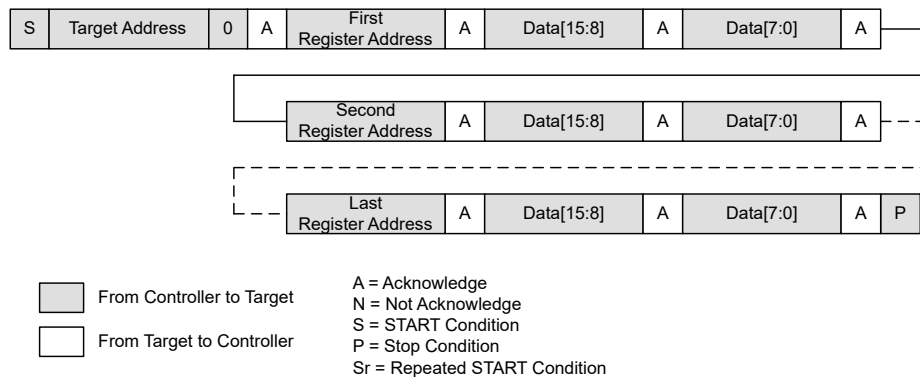 S Target Address 0 A First Register Address A Data[15:8] A Data[7:0] A
Second Register Address A Data[15:8] A Data[7:0] A
Last Register Address A Data[15:8] A Data[7:0] A P
From Controller to Target
From Target to Controller
A = Acknowledge
N = Not Acknowledge
S = START Condition
P = Stop Condition
Sr = Repeated START Condition